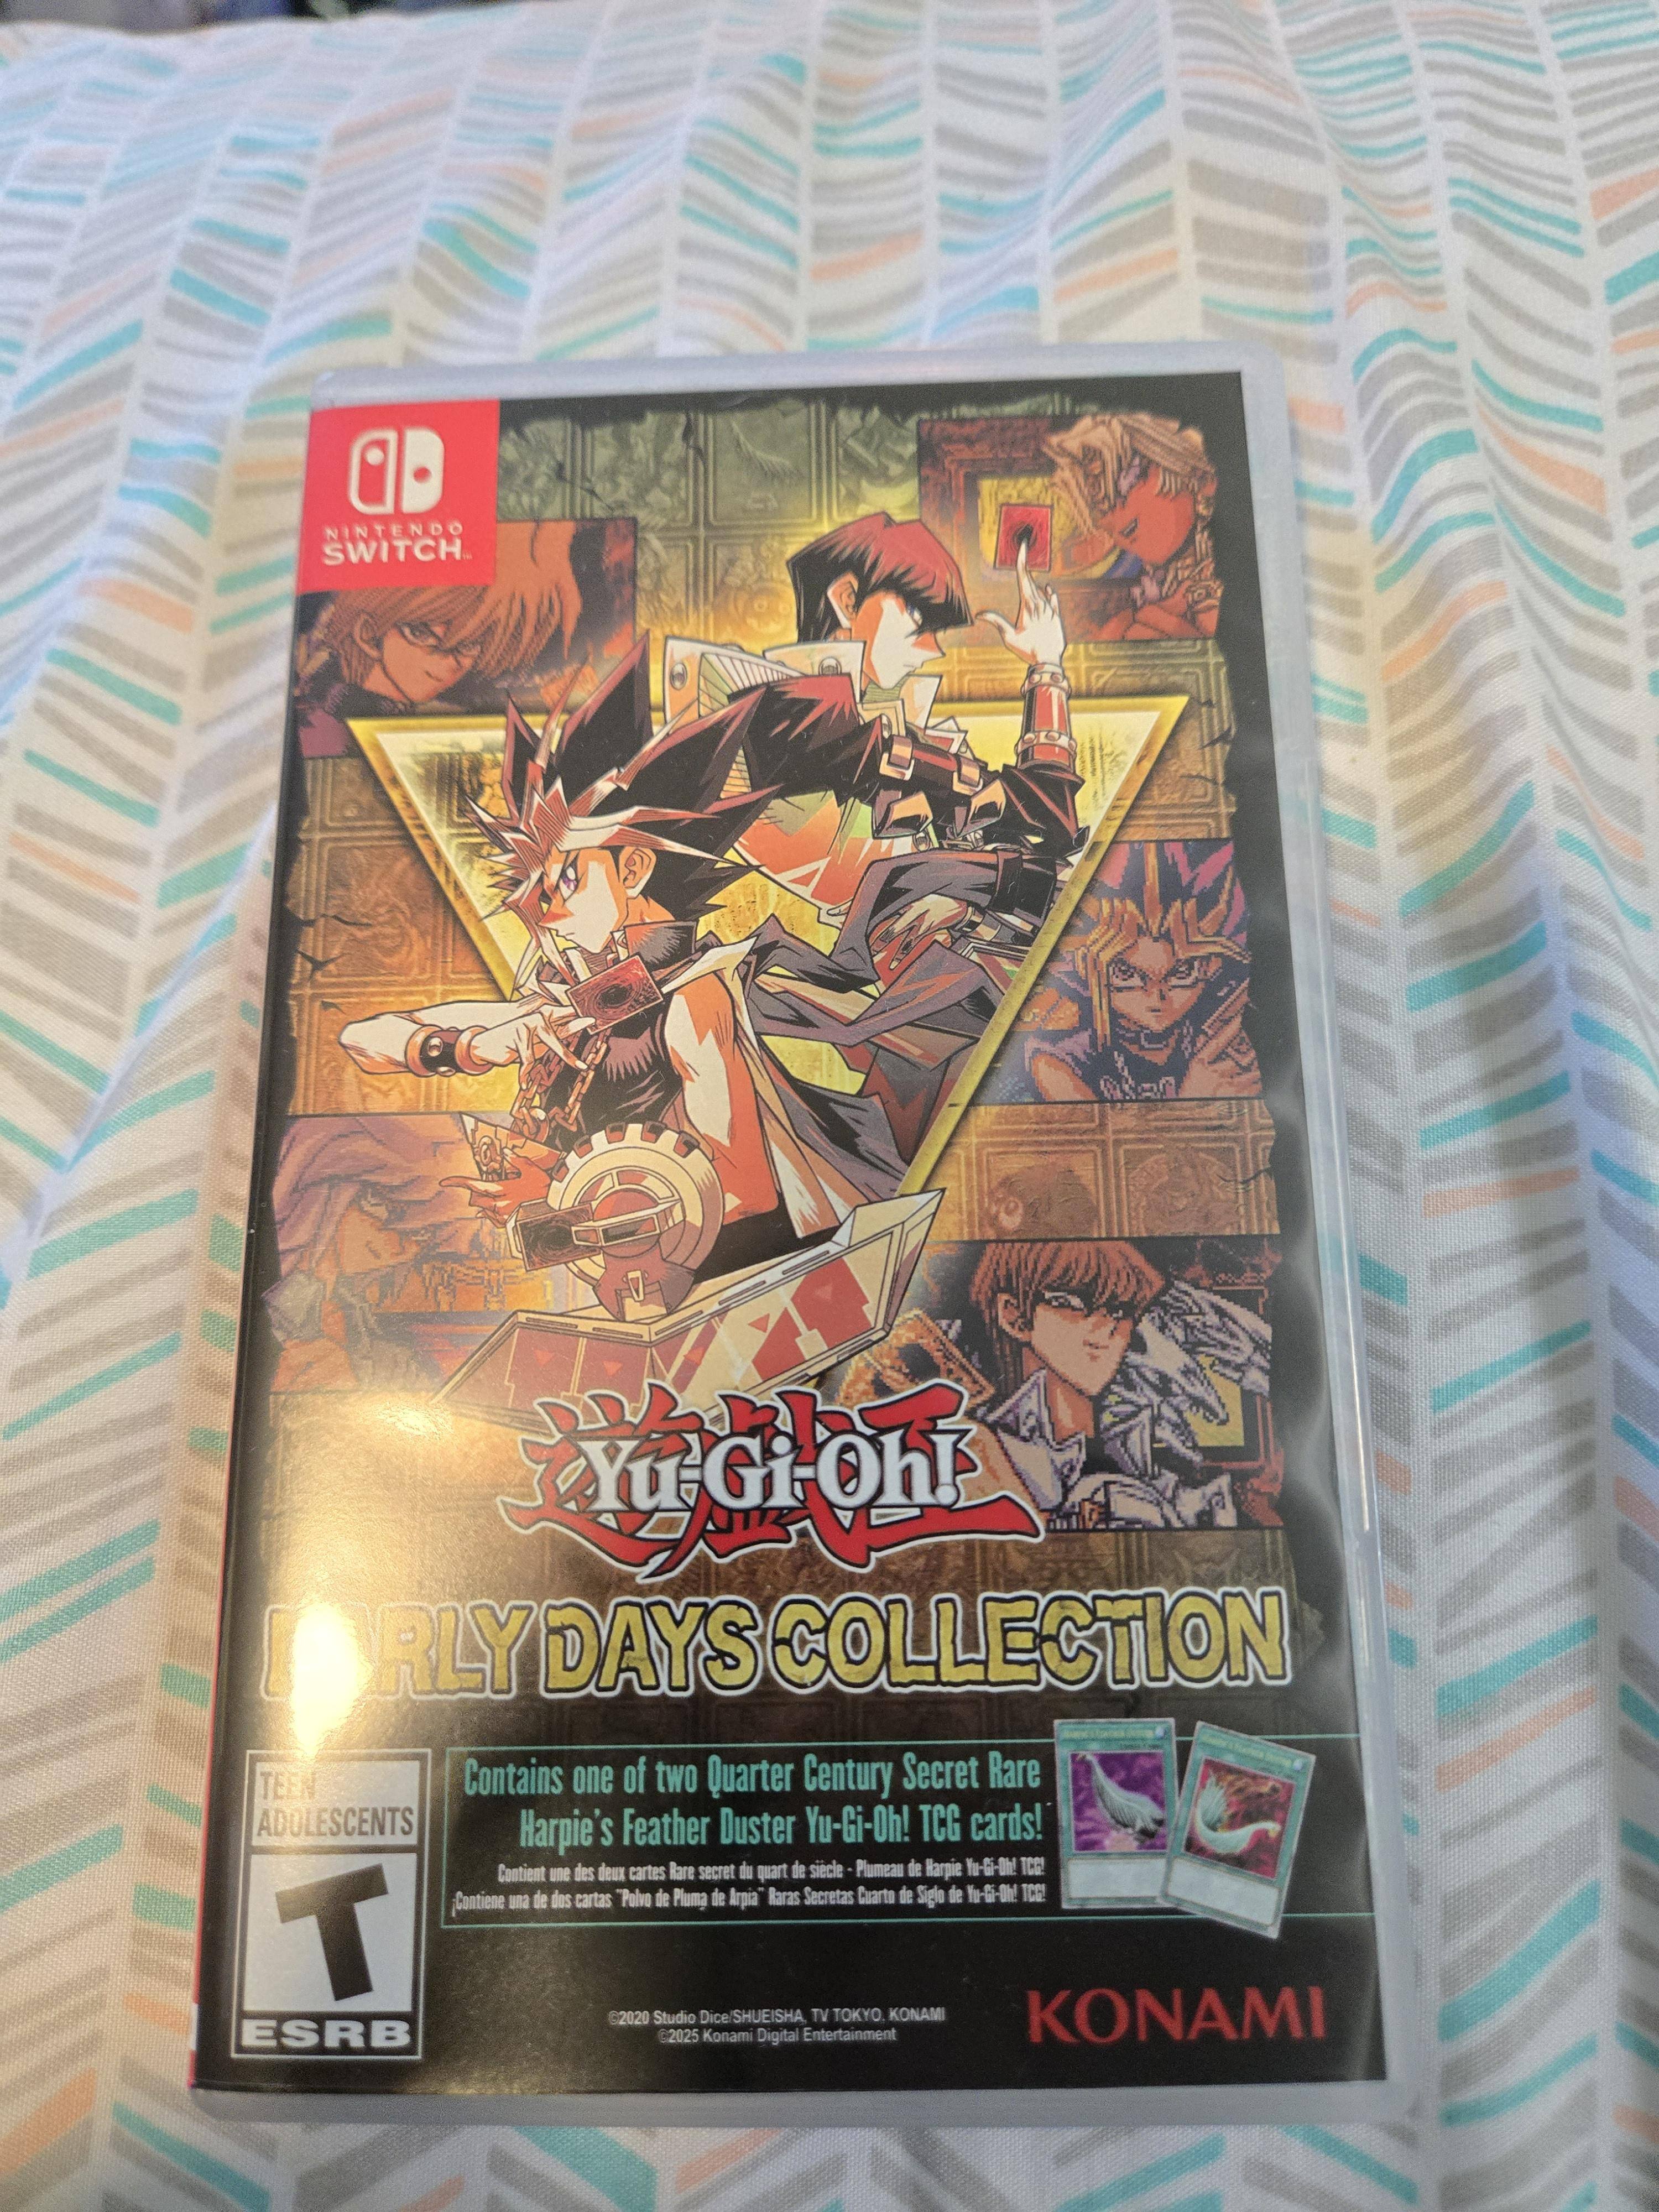 NINTENDO
SWITCH™
遊☆戯☆王
Yu-Gi-Oh!
EARLY DAYS COLLECTION
TEEN
ADOLESCENTS
T
ESRB
Contains one of two Quarter Century Secret Rare
Harpie's Feather Duster Yu-Gi-Oh! TCG cards!
Contient une des deux cartes Rare secret du quart de siècle - Plumeau de Harpie Yu-Gi-Oh! TCG!
¡Contiene una de dos cartas "Polvo de Pluma de Arpía" Raras Secretas Cuarto de Siglo de Yu-Gi-Oh! TCG!
©2020 Studio Dice/SHUEISHA, TV TOKYO, KONAMI
©2025 Konami Digital Entertainment
KONAMI